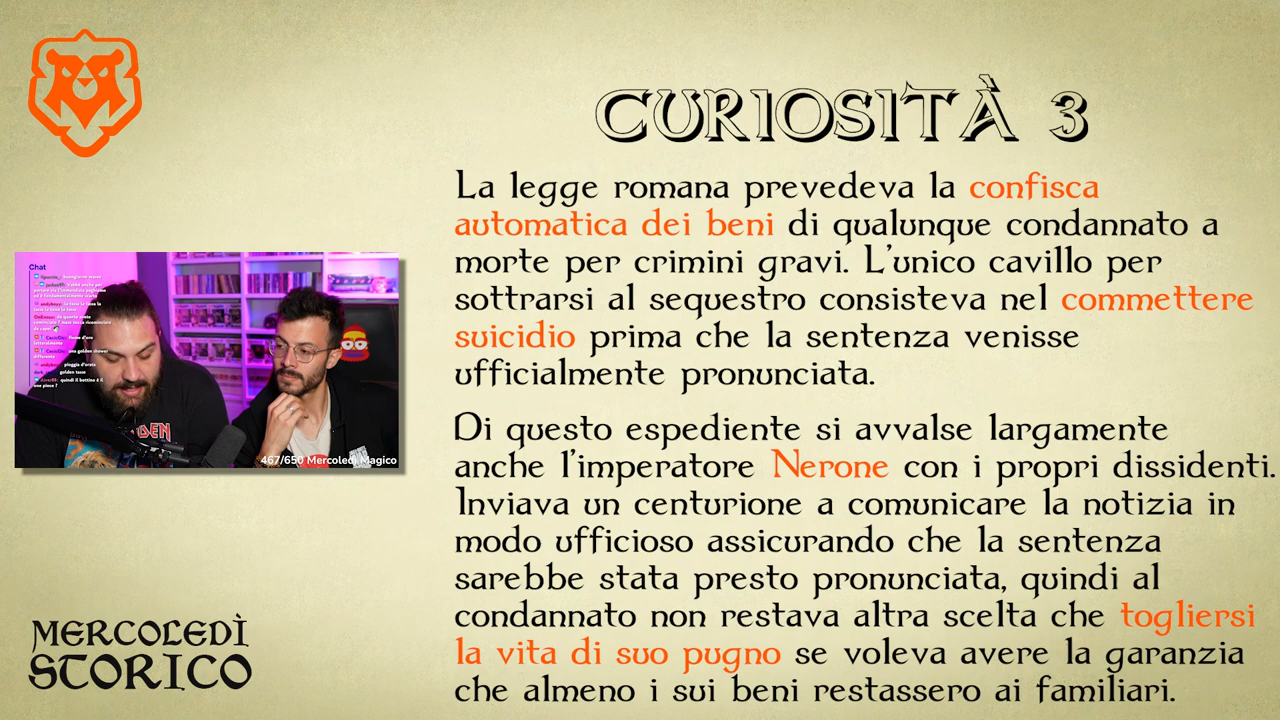 CURIOSITÀ 3
La legge romana prevedeva la confisca
automatica dei beni di qualunque condannato a
morte per crimini gravi. L'unico cavillo per
sottrarsi al sequestro consisteva nel commettere
suicidio prima che la sentenza venisse
ufficialmente pronunciata.
Di questo espediente si avvalse largamente
anche l'imperatore Nerone con i propri dissidenti.
Inviava un centurione a comunicare la notizia in
modo ufficioso assicurando che la sentenza
sarebbe stata presto pronunciata, quindi al
condannato non restava altra scelta che togliersi
la vita di suo pugno se voleva avere la garanzia
che almeno i sui beni restassero ai familiari.
Chat
467/650 Mercoledì Magico
MERCOLEDÌ
STORICO